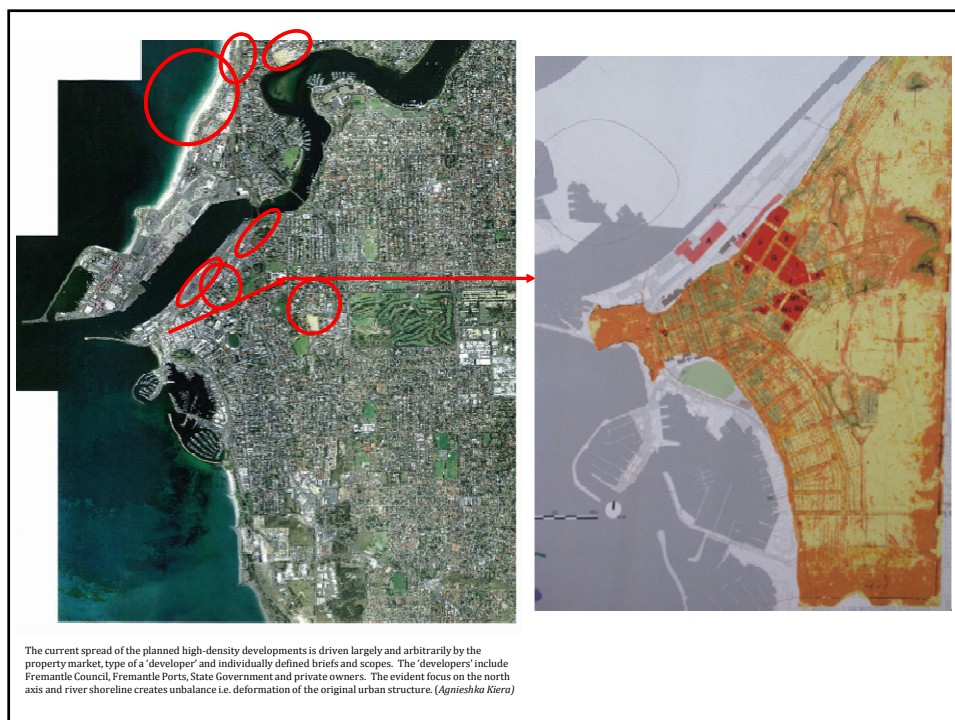 The current spread of the planned high-density developments is driven largely and arbitrarily by the
property market, type of a ‘developer’ and individually defined briefs and scopes.  The ‘developers’ include
Fremantle Council, Fremantle Ports, State Government and private owners.  The evident focus on the north
axis and river shoreline creates unbalance i.e. deformation of the original urban structure. (Agnieshka Kiera)